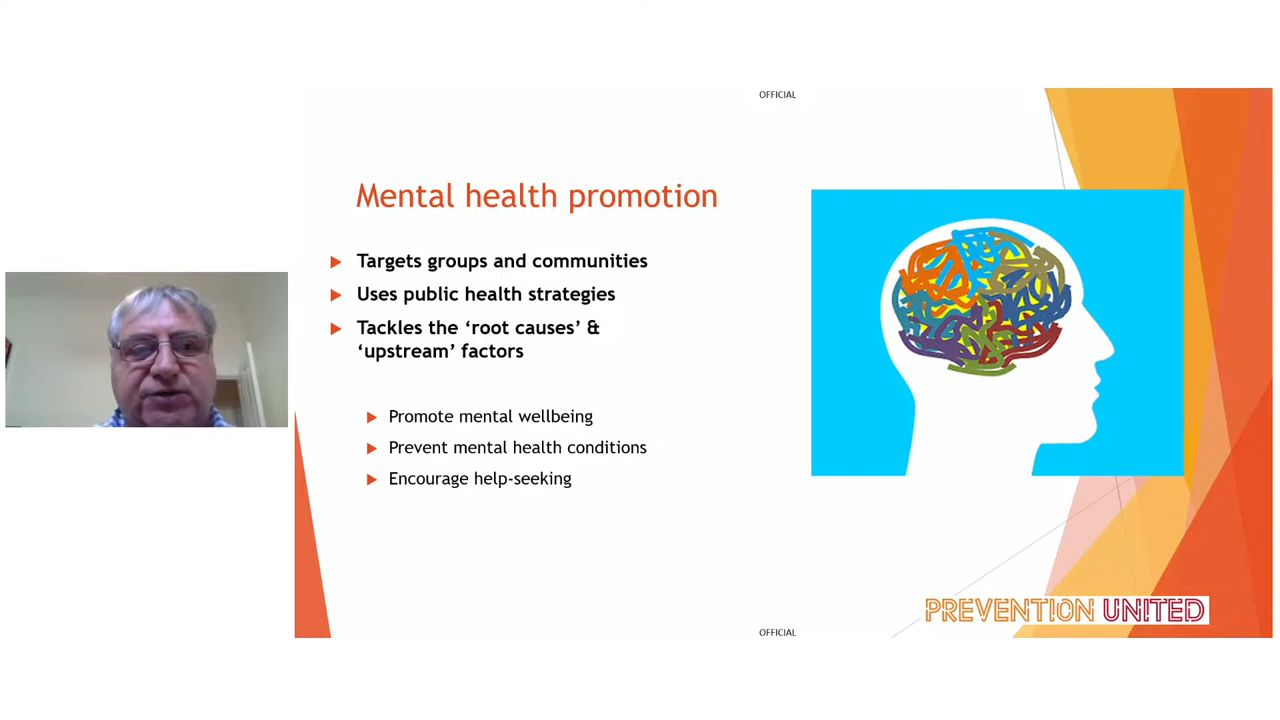 OFFICIAL
Mental health promotion
Targets groups and communities
Uses public health strategies
Tackles the ‘root causes’ &
‘upstream’ factors
Promote mental wellbeing
Prevent mental health conditions
Encourage help-seeking
PREVENTION UNITED
OFFICIAL